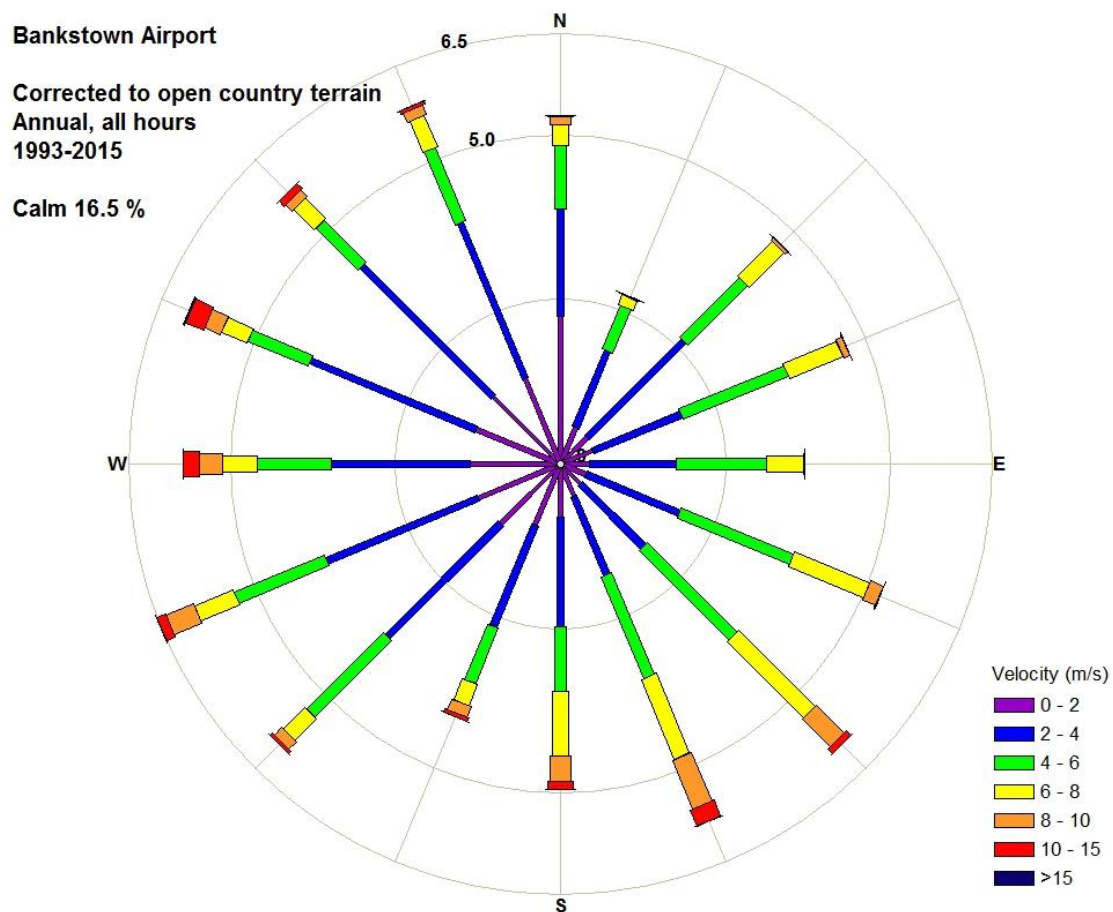 N
Bankstown Airport
6.5
Corrected to open country terrain
Annual, all hours
1993-2015
5.0
Calm 16.5 %
W
E
S
Velocity (m/s)
0 - 2
2 - 4
4 - 6
6 - 8
8 - 10
10 - 15
>15